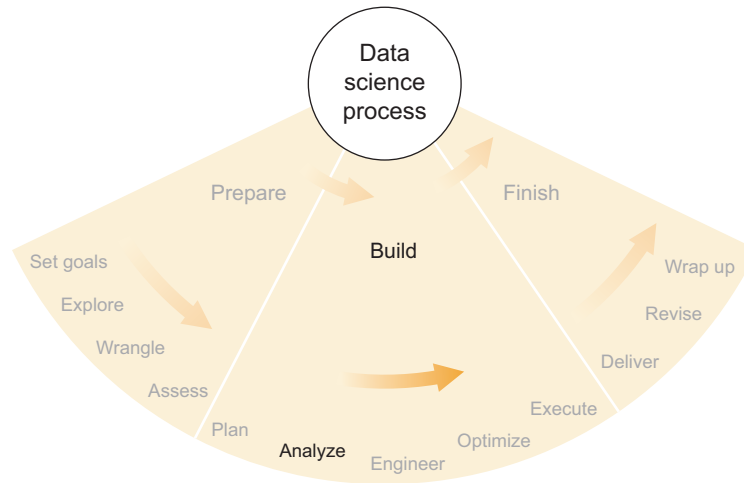 Data
science
process
Prepare
Finish
Build
Set goals
Explore
Wrangle
Assess
Plan
Analyze
Engineer
Optimize
Execute
Deliver
Revise
Wrap up